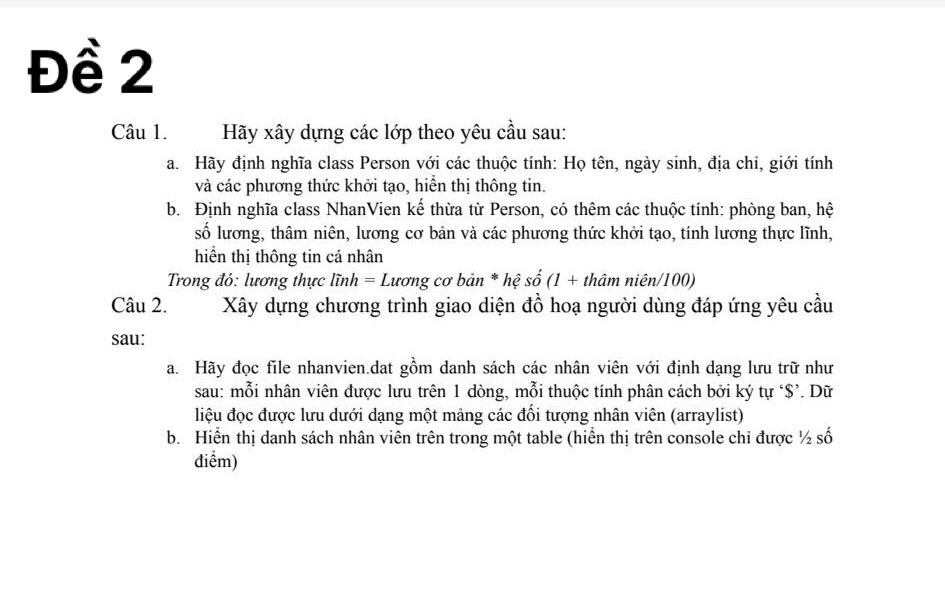 Đề 2
Câu 1. Hãy xây dựng các lớp theo yêu cầu sau:
a. Hãy định nghĩa class Person với các thuộc tính: Họ tên, ngày sinh, địa chỉ, giới tính
và các phương thức khởi tạo, hiển thị thông tin.
b. Định nghĩa class NhanVien kế thừa từ Person, có thêm các thuộc tính: phòng ban, hệ
số lương, thâm niên, lương cơ bản và các phương thức khởi tạo, tính lương thực lĩnh,
hiển thị thông tin cá nhân
Trong đó: lương thực lĩnh = Lương cơ bản * hệ số (1 + thâm niên/100)
Câu 2. Xây dựng chương trình giao diện đồ hoạ người dùng đáp ứng yêu cầu
sau:
a. Hãy đọc file nhanvien.dat gồm danh sách các nhân viên với định dạng lưu trữ như
sau: mỗi nhân viên được lưu trên 1 dòng, mỗi thuộc tính phân cách bởi ký tự ‘$’. Dữ
liệu đọc được lưu dưới dạng một mảng các đối tượng nhân viên (arraylist)
b. Hiển thị danh sách nhân viên trên trong một table (hiển thị trên console chỉ được ½ số
điểm)